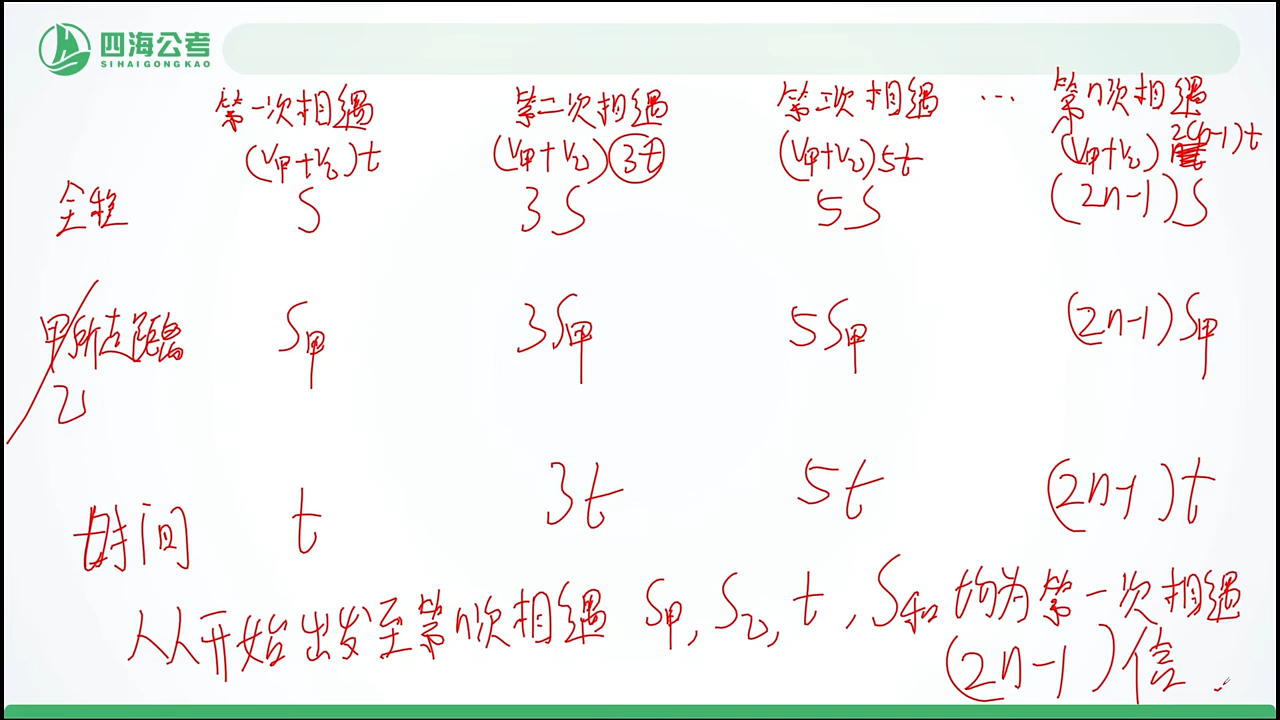 四海公考
SIHAIGONGKAO
第一次相遇 第二次相遇 第三次相遇 … 第n次相遇
(V甲+V乙)t (V甲+V乙)3t (V甲+V乙)5t (V甲+V乙)(2n-1)t
全程 S 3S 5S (2n-1)S
甲所走距离 S甲 3S甲 5S甲 (2n-1)S甲
乙
时间 t 3t 5t (2n-1)t
从开始出发至第n次相遇 S甲, S乙, t, S和 均为第一次相遇
(2n-1)倍.